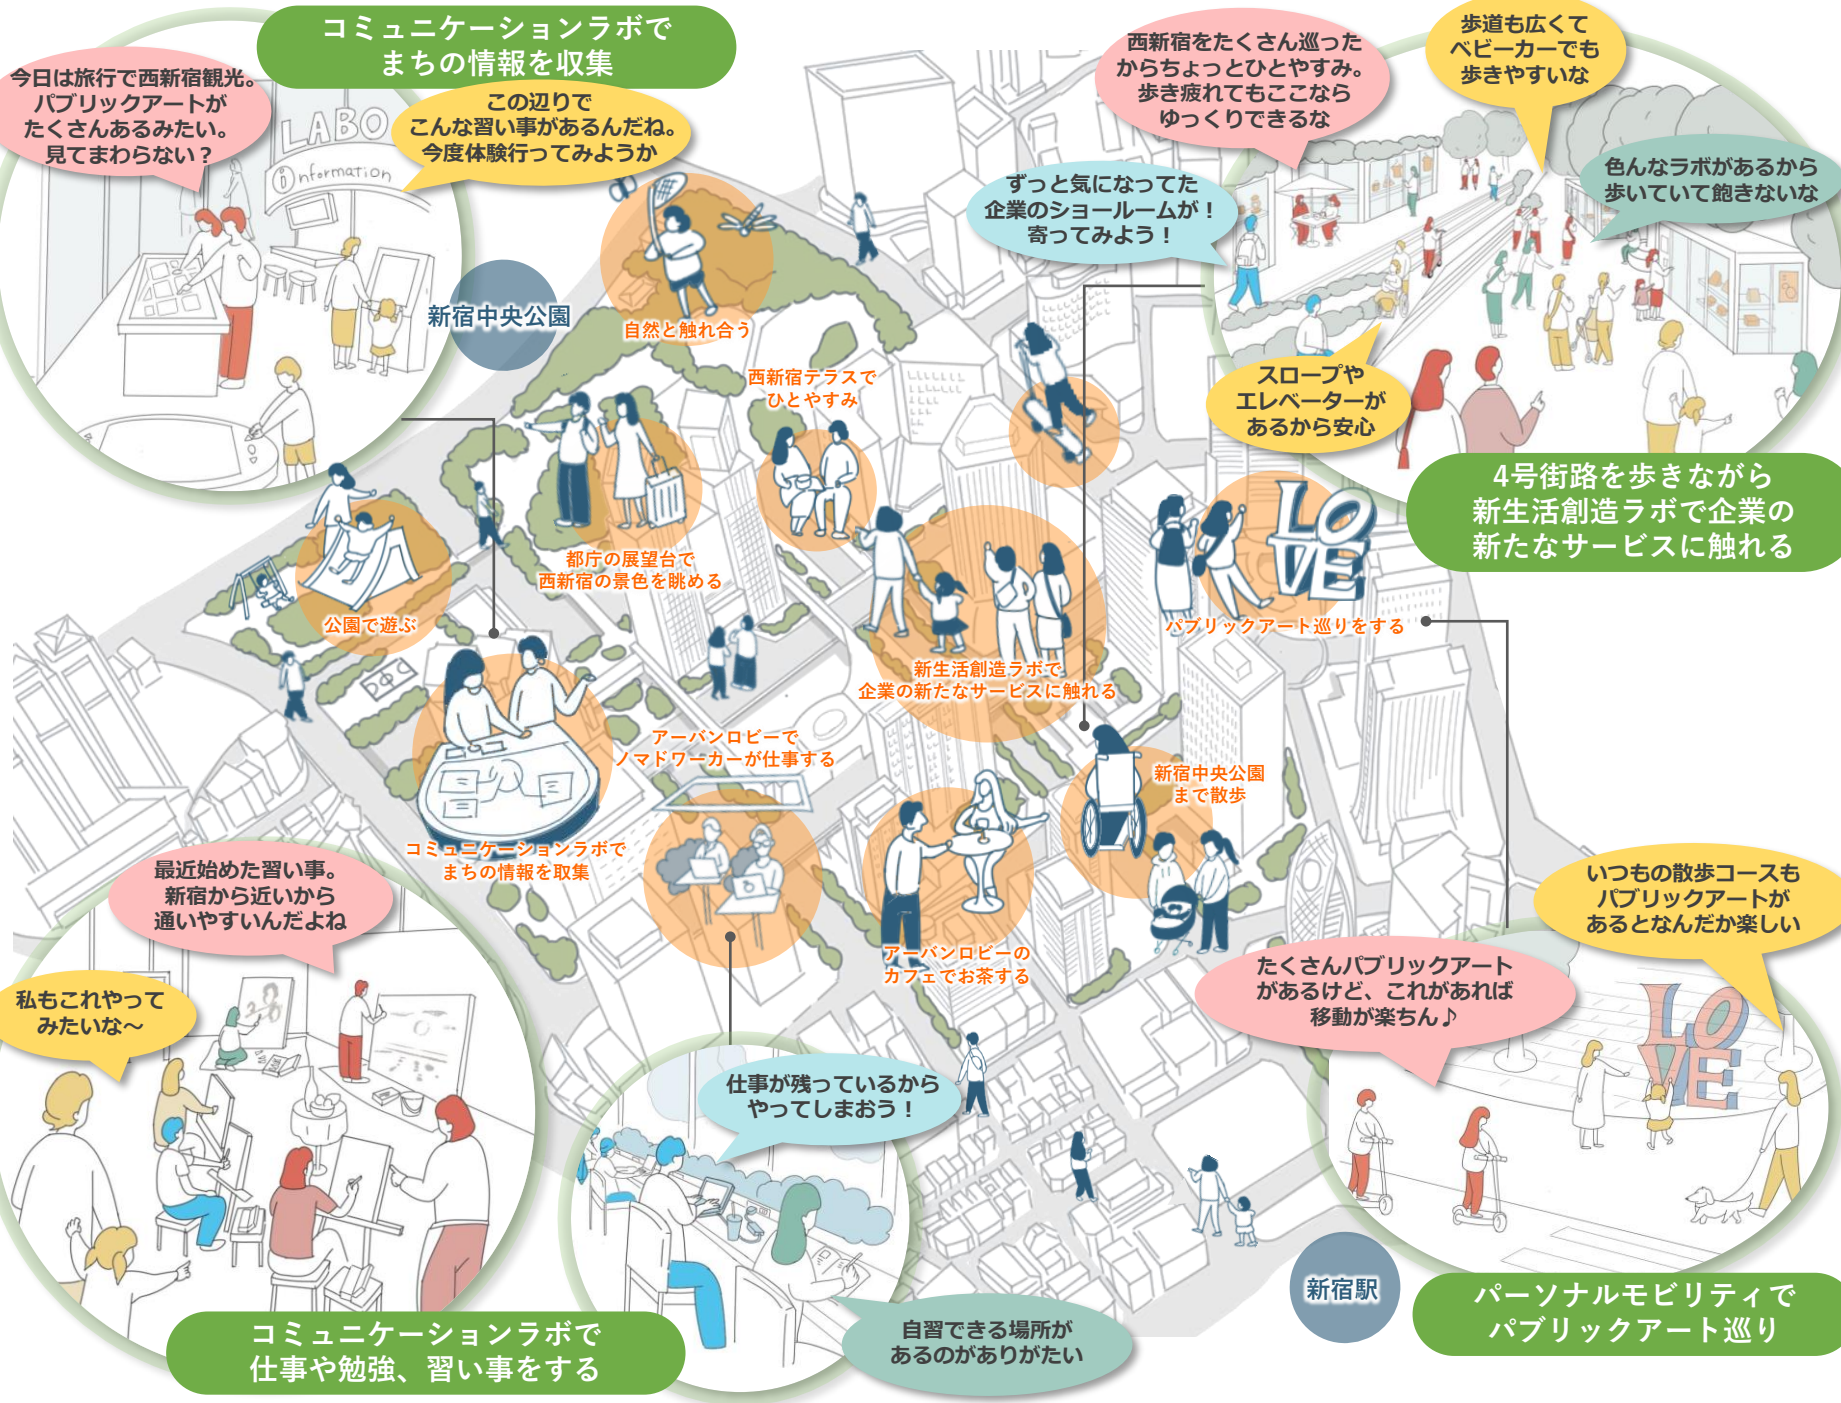 コミュニケーションラボで
まちの情報を収集
今日は旅行で西新宿観光。
パブリックアートが
たくさんあるみたい。
見てまわらない？
この辺りで
こんな習い事があるんだね。
今度体験行ってみようか
LABO
information
新宿中央公園
自然と触れ合う
西新宿をたくさん巡った
からちょっとひとやすみ。
歩き疲れてもここなら
ゆっくりできるな
歩道も広くて
ベビーカーでも
歩きやすいな
ずっと気になってた
企業のショールームが！
寄ってみよう！
色んなラボがあるから
歩いていて飽きないな
スロープや
エレベーターが
あるから安心
4号街路を歩きながら
新生活創造ラボで企業の
新たなサービスに触れる
西新宿テラスで
ひとやすみ
都庁の展望台で
西新宿の景色を眺める
公園で遊ぶ
LO
VE
パブリックアート巡りをする
新生活創造ラボで
企業の新たなサービスに触れる
アーバンロビーで
ノマドワーカーが仕事する
新宿中央公園
まで散歩
コミュニケーションラボで
まちの情報を収集
アーバンロビーの
カフェでお茶する
最近始めた習い事。
新宿から近いから
通いやすいんだよね
私もこれやって
みたいな～
コミュニケーションラボで
仕事や勉強、習い事をする
仕事が残っているから
やってしまおう！
自習できる場所が
あるのがありがたい
いつもの散歩コースも
パブリックアートが
あるとなんだか楽しい
たくさんパブリックアート
があるけど、これがあれば
移動が楽ちん♪
LO
VE
新宿駅
パーソナルモビリティで
パブリックアート巡り